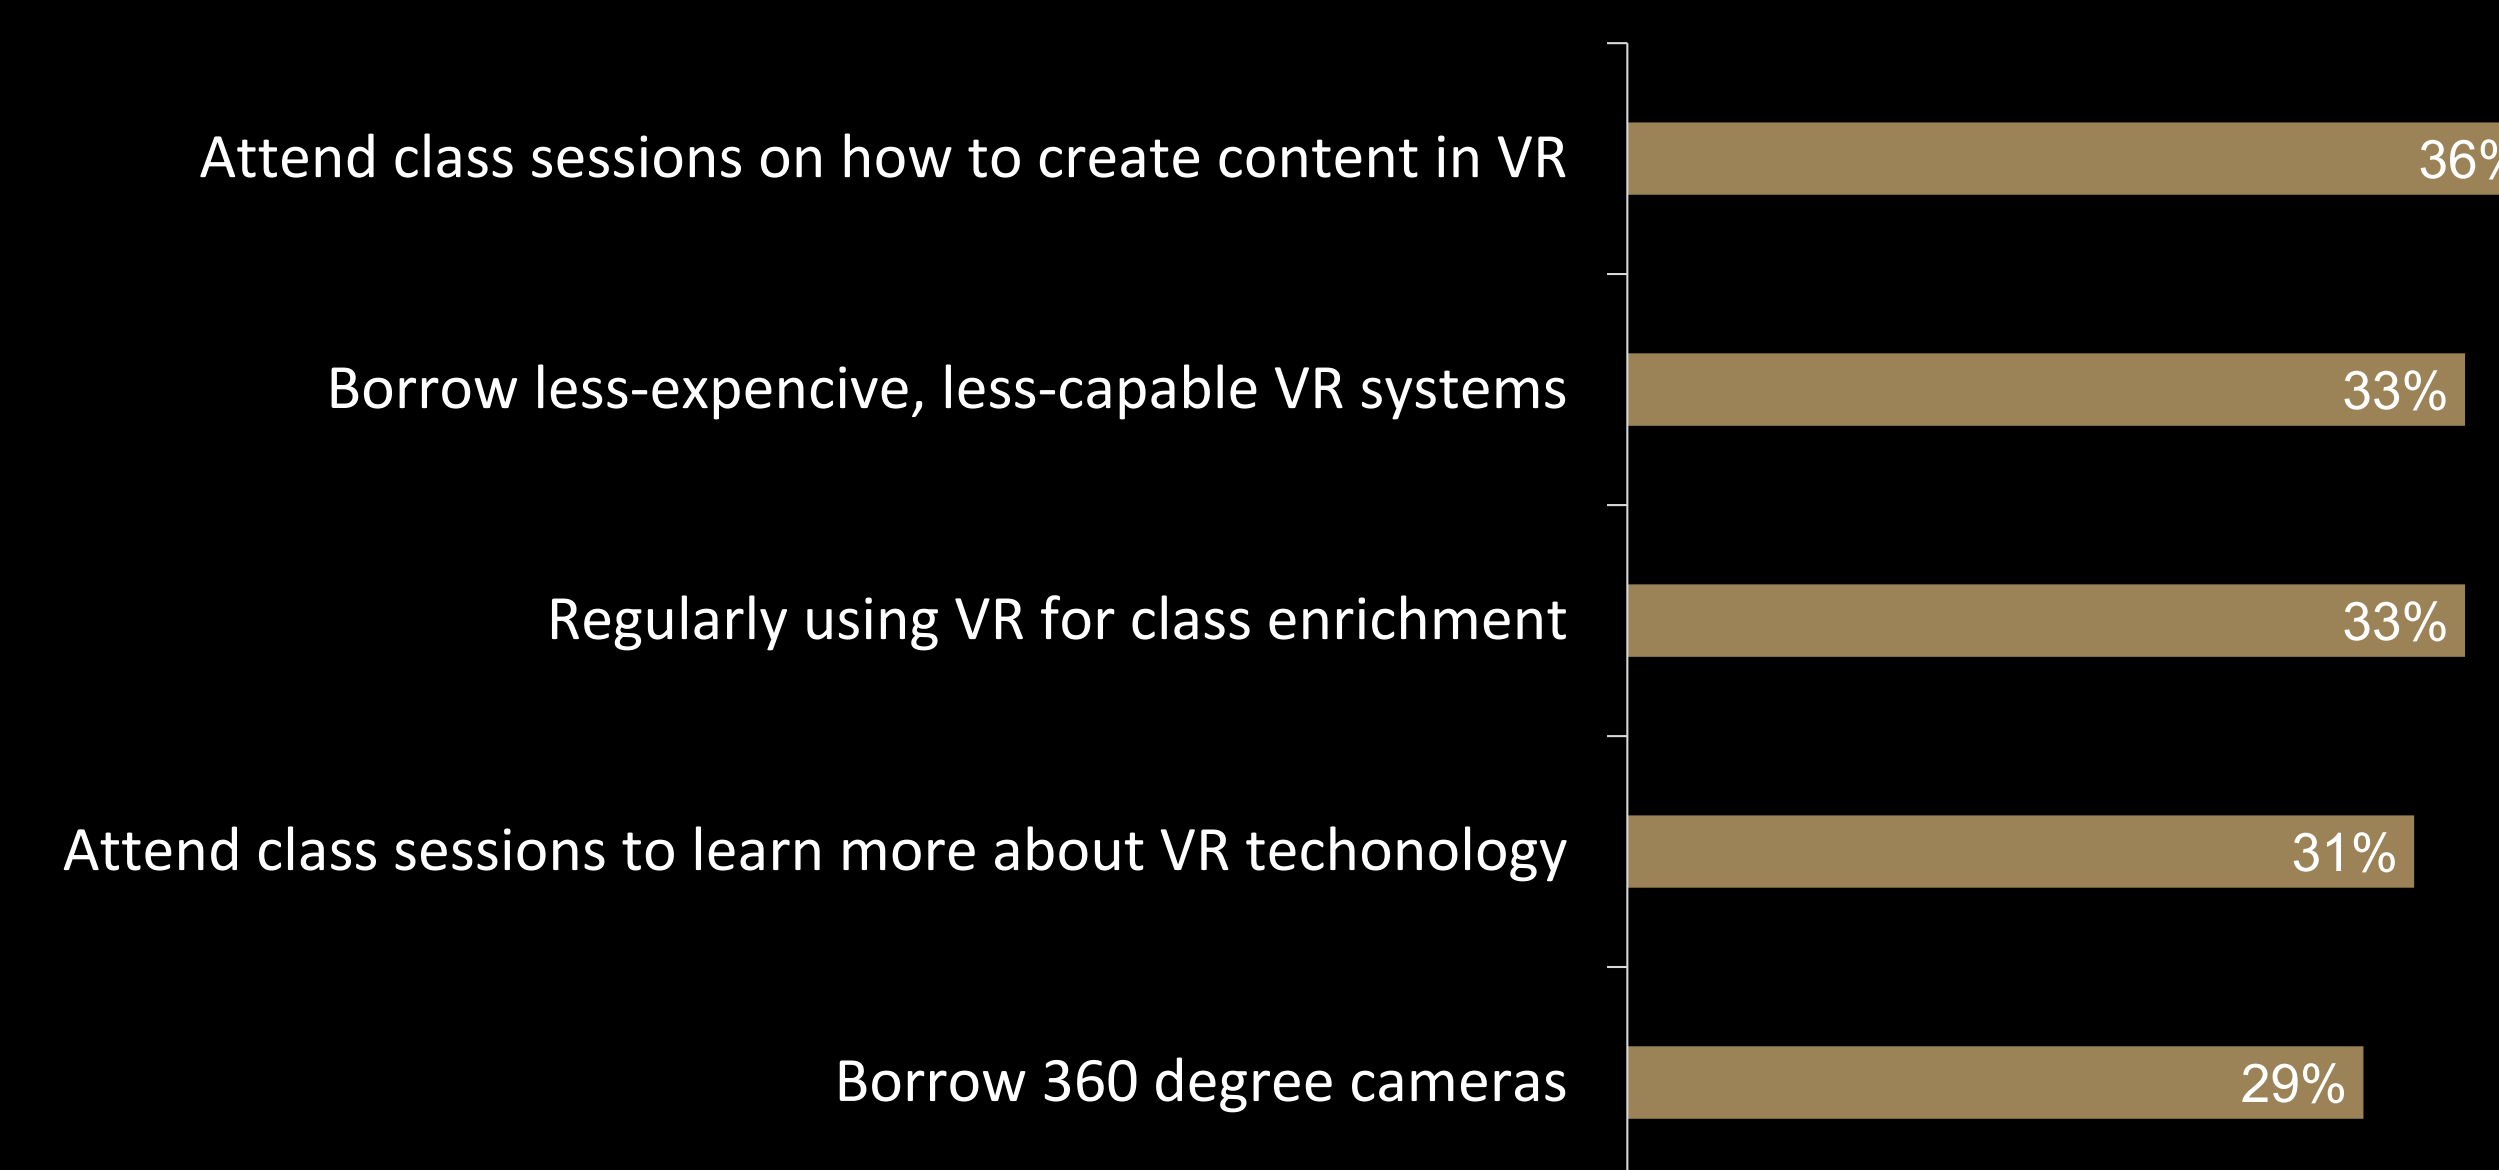 Attend class sessions on how to create content in VR 36%
Borrow less-expencive, less-capable VR systems 33%
Regularly using VR for class enrichment 33%
Attend class sessions to learn more about VR techonology 31%
Borrow 360 degree cameras 29%